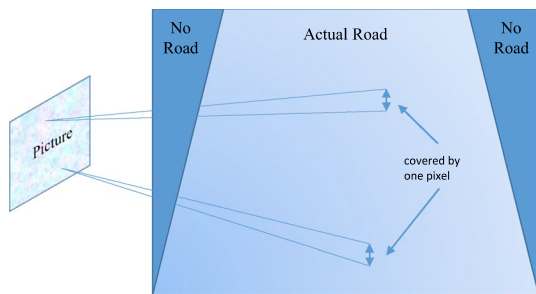 No
Road
Actual Road
No
Road
Picture
covered by
one pixel